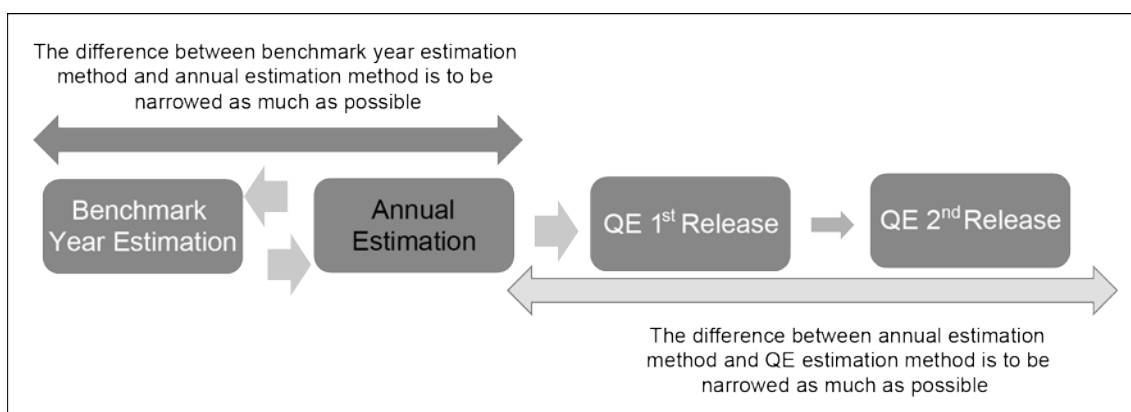 The difference between benchmark year estimation
method and annual estimation method is to be
narrowed as much as possible
Benchmark
Year Estimation
Annual
Estimation
QE 1st Release
QE 2nd Release
The difference between annual estimation
method and QE estimation method is to be
narrowed as much as possible